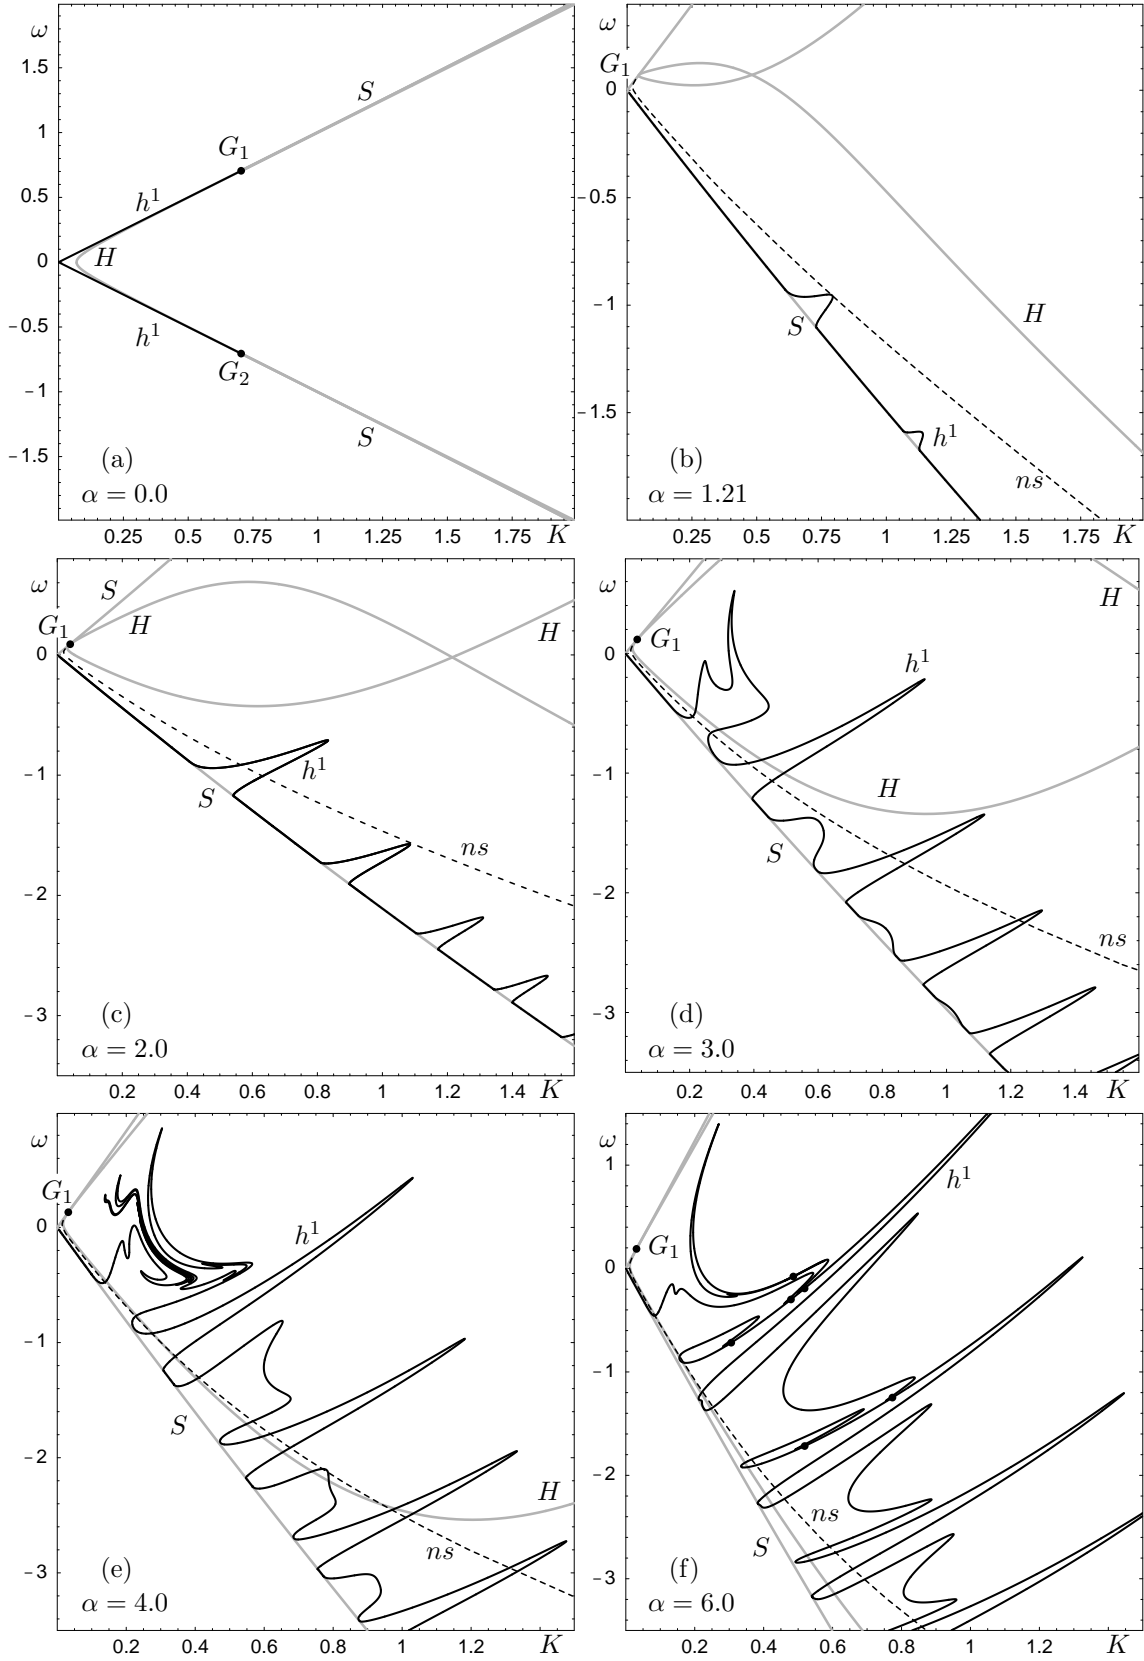 ω
1.5
1
0.5
0
−0.5
−1
−1.5
S
G₁
h¹
H
h¹
G₂
S
(a)
α = 0.0
0.25 0.5 0.75 1 1.25 1.5 1.75 K
ω
G₁
0
−0.5
−1
−1.5
H
S
h¹
ns
(b)
α = 1.21
0.25 0.5 0.75 1 1.25 1.5 1.75 K
ω
S
G₁
H
H
0
−1
−2
−3
h¹
S
ns
(c)
α = 2.0
0.2 0.4 0.6 0.8 1 1.2 1.4 K
ω
H
G₁
0
−1
−2
−3
h¹
H
S
ns
(d)
α = 3.0
0.2 0.4 0.6 0.8 1 1.2 1.4 K
ω
G₁
0
−1
−2
−3
h¹
S
H
ns
(e)
α = 4.0
0.2 0.4 0.6 0.8 1 1.2 K
ω
1
0
−1
−2
−3
h¹
G₁
ns
S
(f)
α = 6.0
0.2 0.4 0.6 0.8 1 1.2 K